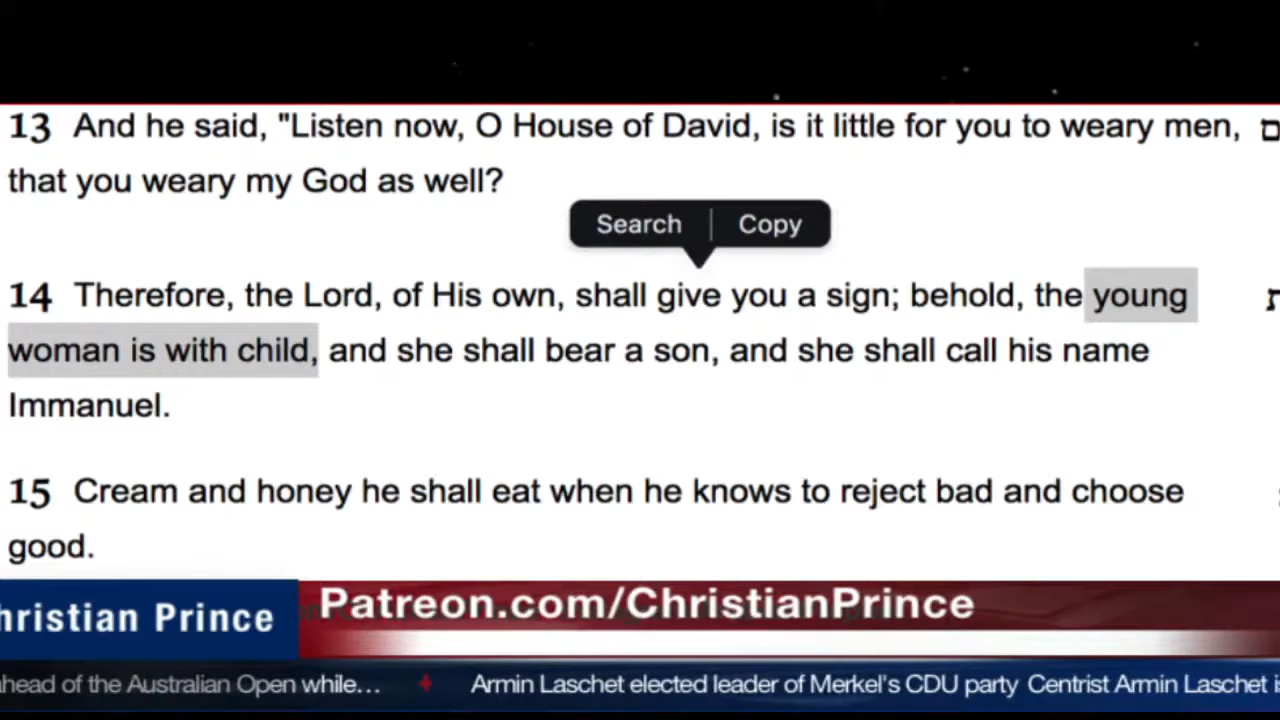 13 And he said, "Listen now, O House of David, is it little for you to weary men, ם
that you weary my God as well?
Search Copy
14 Therefore, the Lord, of His own, shall give you a sign; behold, the young
woman is with child, and she shall bear a son, and she shall call his name
Immanuel.
15 Cream and honey he shall eat when he knows to reject bad and choose
good.
hristian Prince
Patreon.com/ChristianPrince
ahead of the Australian Open while... Armin Laschet elected leader of Merkel's CDU party Centrist Armin Laschet